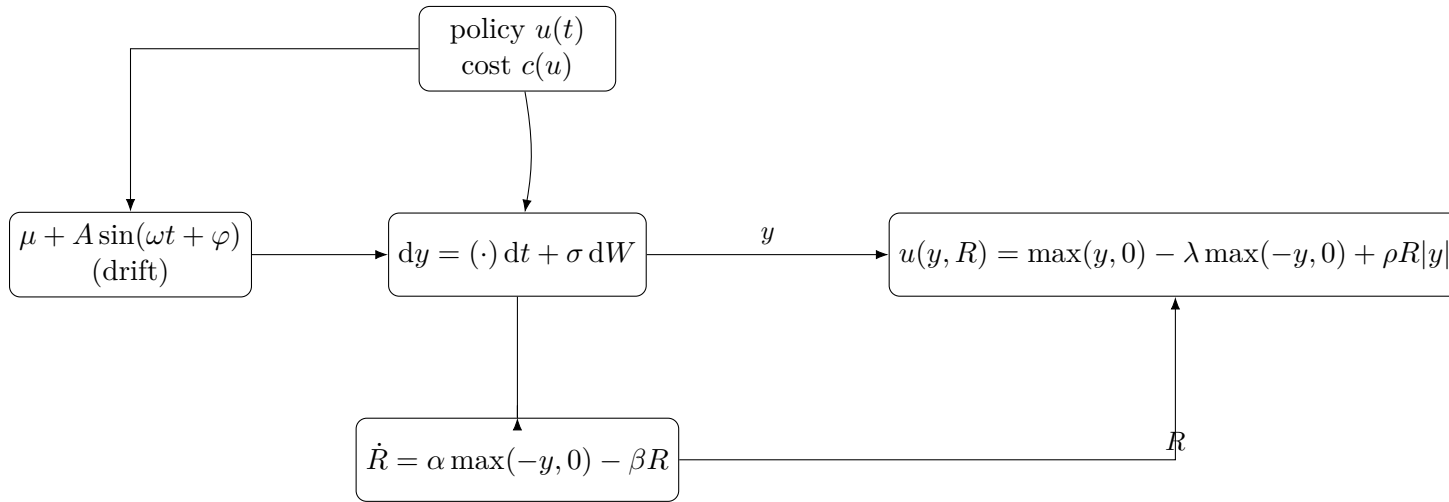 policy u(t)
cost c(u)
μ + A sin(ωt + φ)
(drift)
dy = (·) dt + σ dW
y
u(y, R) = max(y, 0) − λ max(−y, 0) + ρR|y|
Ṙ = α max(−y, 0) − βR
R